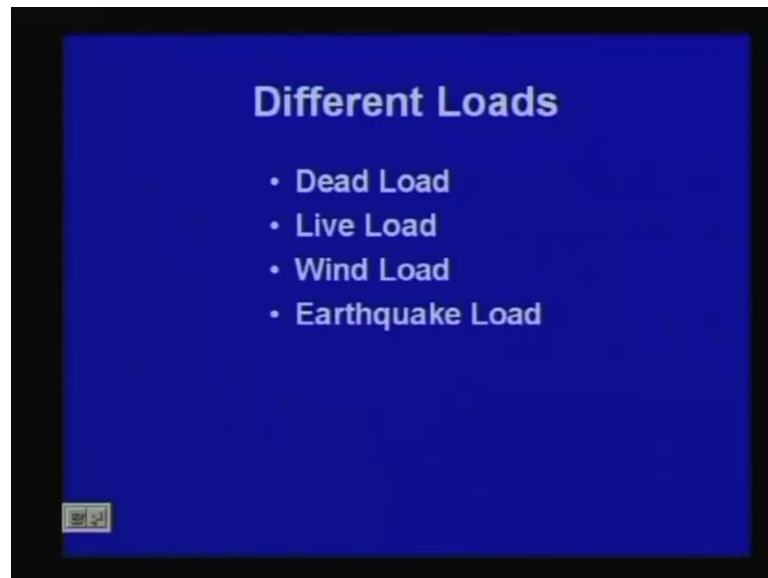 Different Loads
• Dead Load
• Live Load
• Wind Load
• Earthquake Load